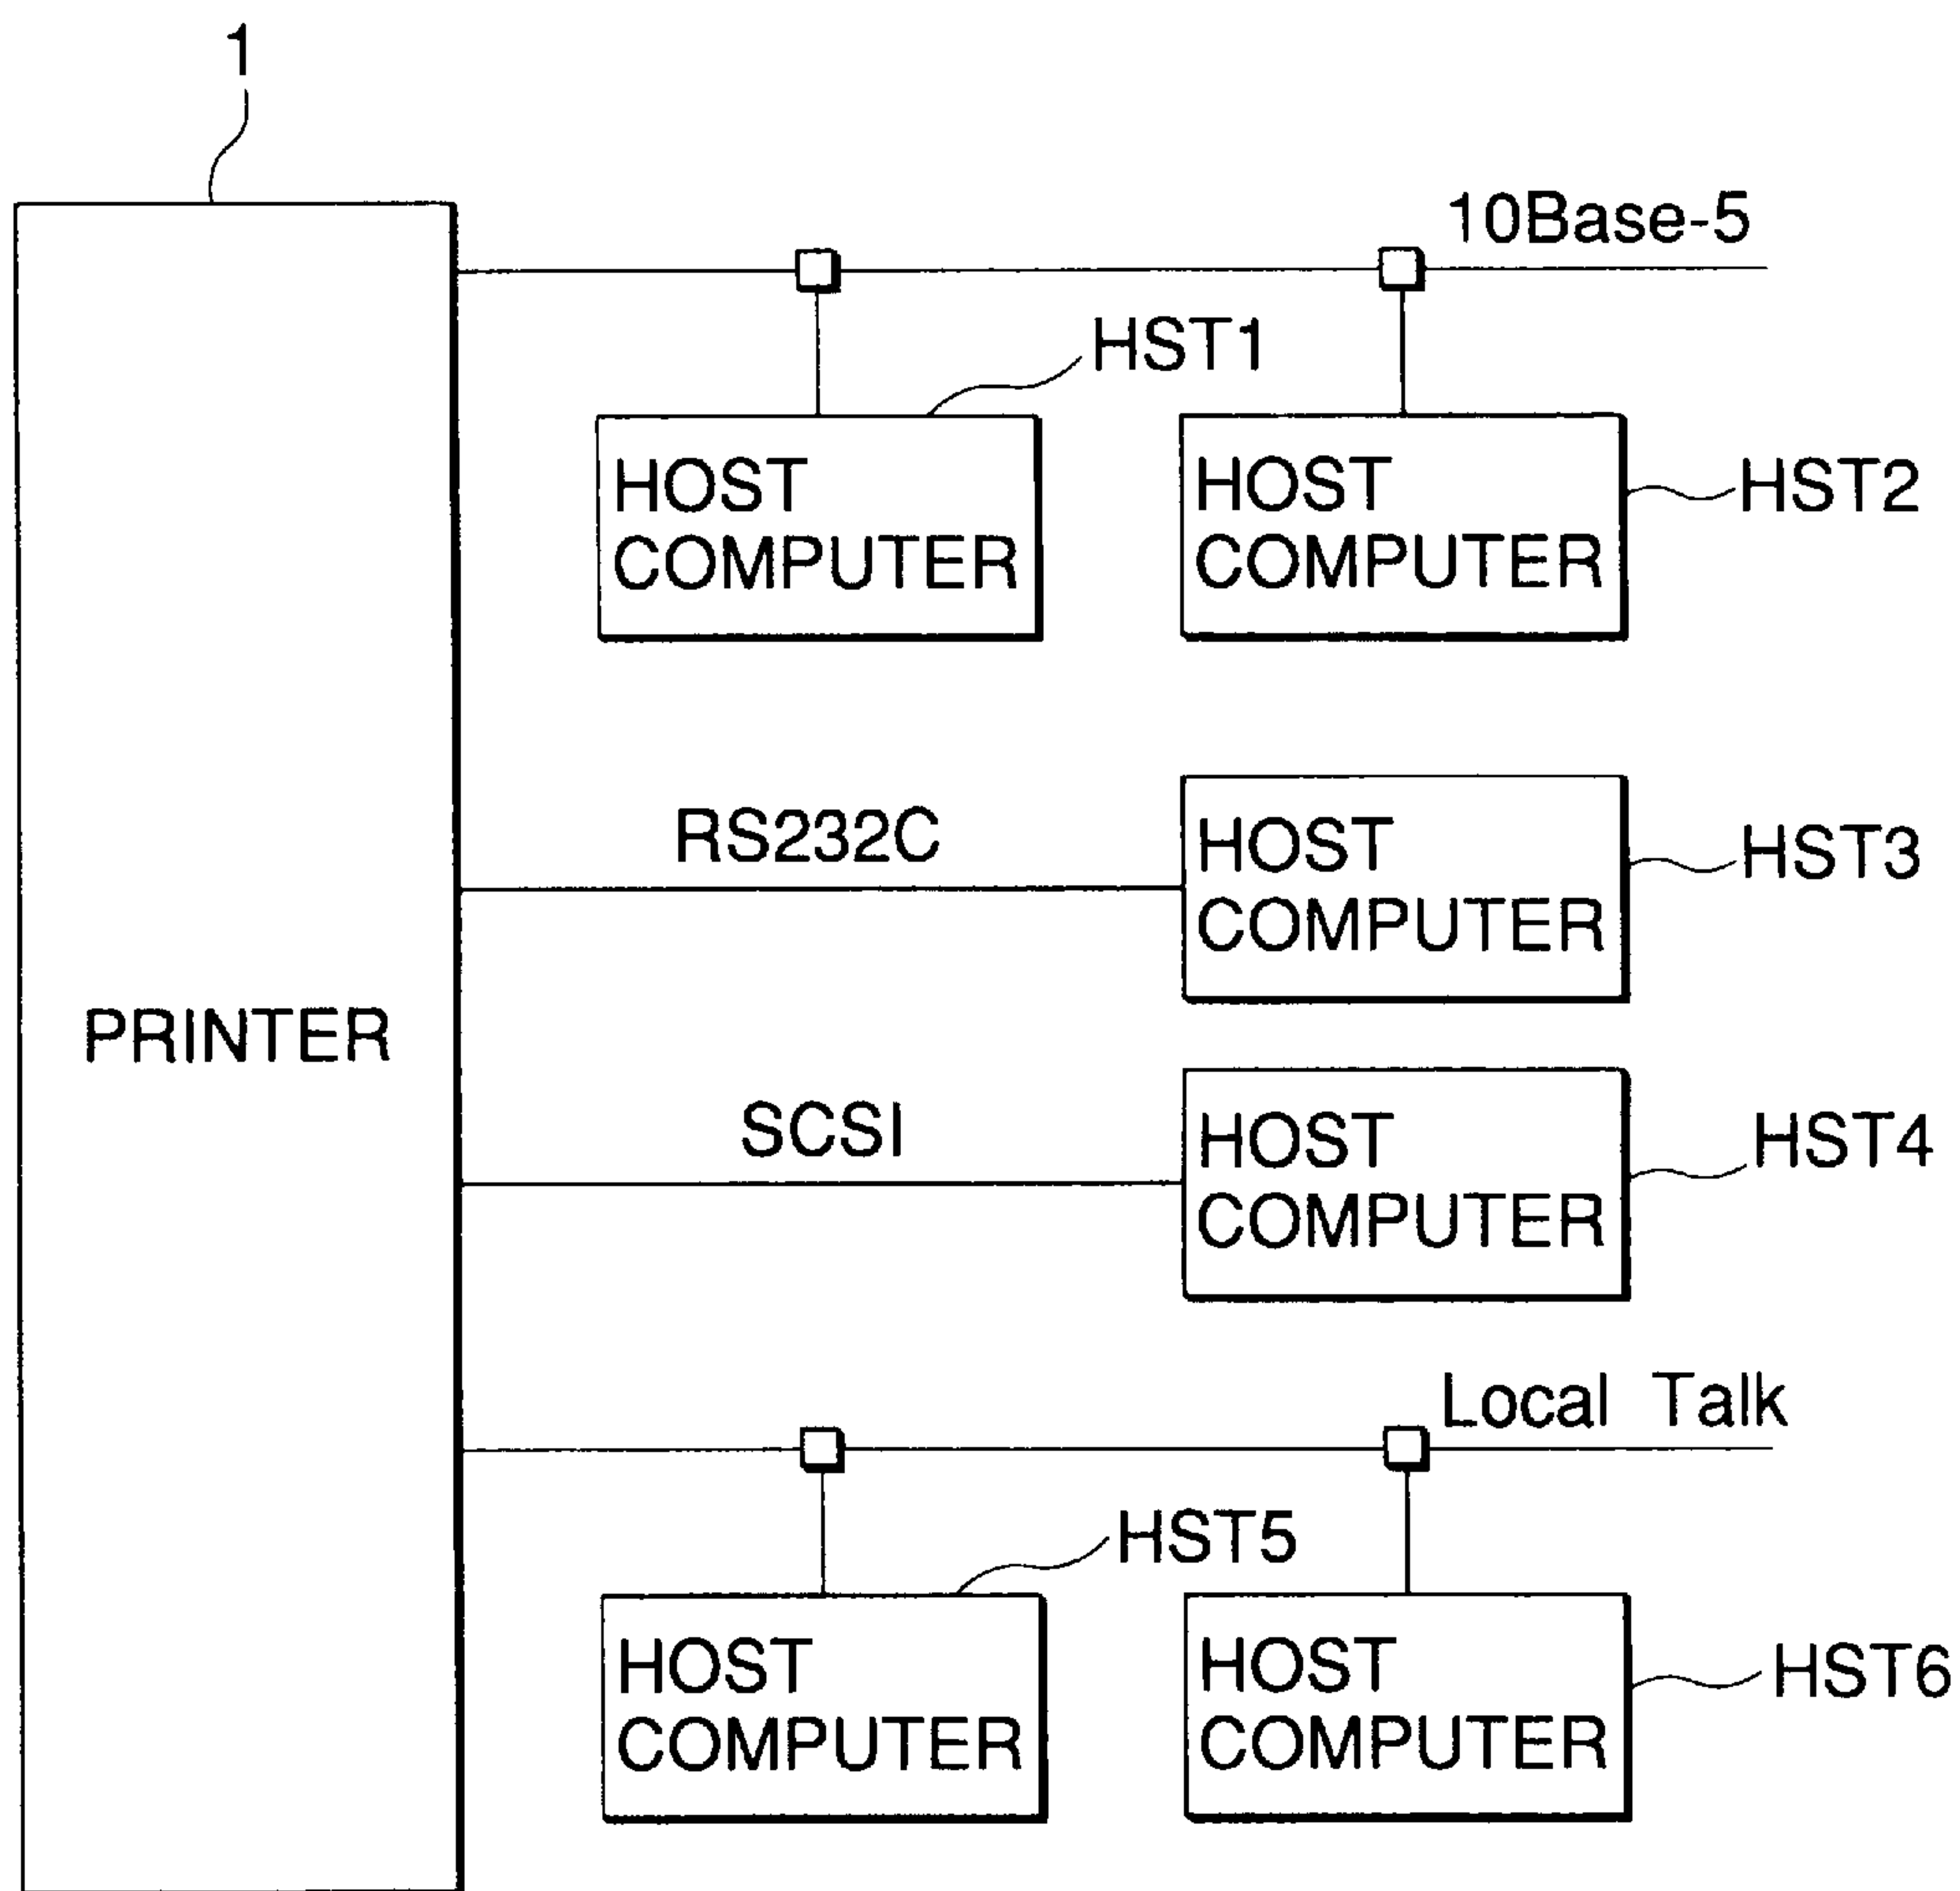 1
10Base-5
HST1
HOST
COMPUTER
HOST
COMPUTER
HST2
RS232C
HOST
COMPUTER
HST3
PRINTER
SCSI
HOST
COMPUTER
HST4
Local Talk
HST5
HOST
COMPUTER
HOST
COMPUTER
HST6